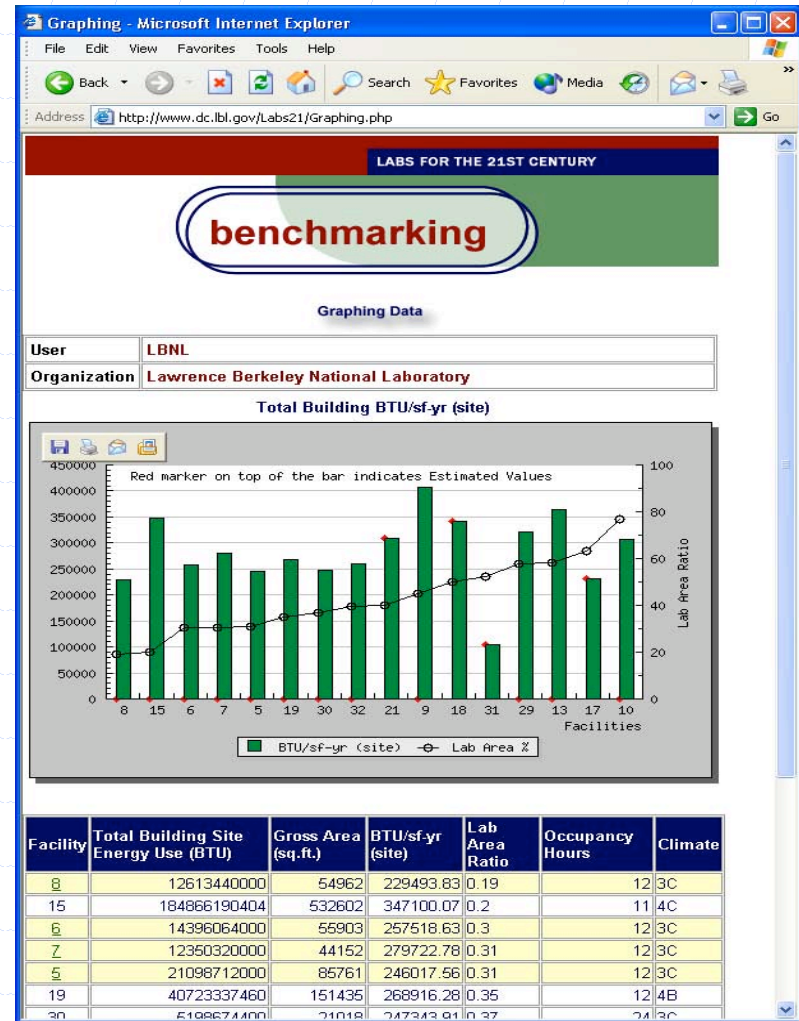 Graphing - Microsoft Internet Explorer
File Edit View Favorites Tools Help
Back Search Favorites Media »
Address http://www.dc.lbl.gov/Labs21/Graphing.php Go
LABS FOR THE 21ST CENTURY
benchmarking
Graphing Data
User LBNL
Organization Lawrence Berkeley National Laboratory
Total Building BTU/sf-yr (site)
Red marker on top of the bar indicates Estimated Values
450000 100
400000
350000 80
300000
250000 60
200000
150000 40
100000 20
50000
0 0
Lab Area Ratio
8 15 6 7 5 19 30 32 21 9 18 31 29 13 17 10
Facilities
BTU/sf-yr (site) Lab Area %
Facility Total Building Site Energy Use (BTU) Gross Area (sq.ft.) BTU/sf-yr (site) Lab Area Ratio Occupancy Hours Climate
8 12613440000 54962 229493.83 0.19 12 3C
15 184866190404 532602 347100.07 0.2 11 4C
6 14396064000 55903 257518.63 0.3 12 3C
7 12350320000 44152 279722.78 0.31 12 3C
5 21098712000 85761 246017.56 0.31 12 3C
19 40723337460 151435 268916.28 0.35 12 4B
30 5198674400 21018 247343.91 0.37 24 3C